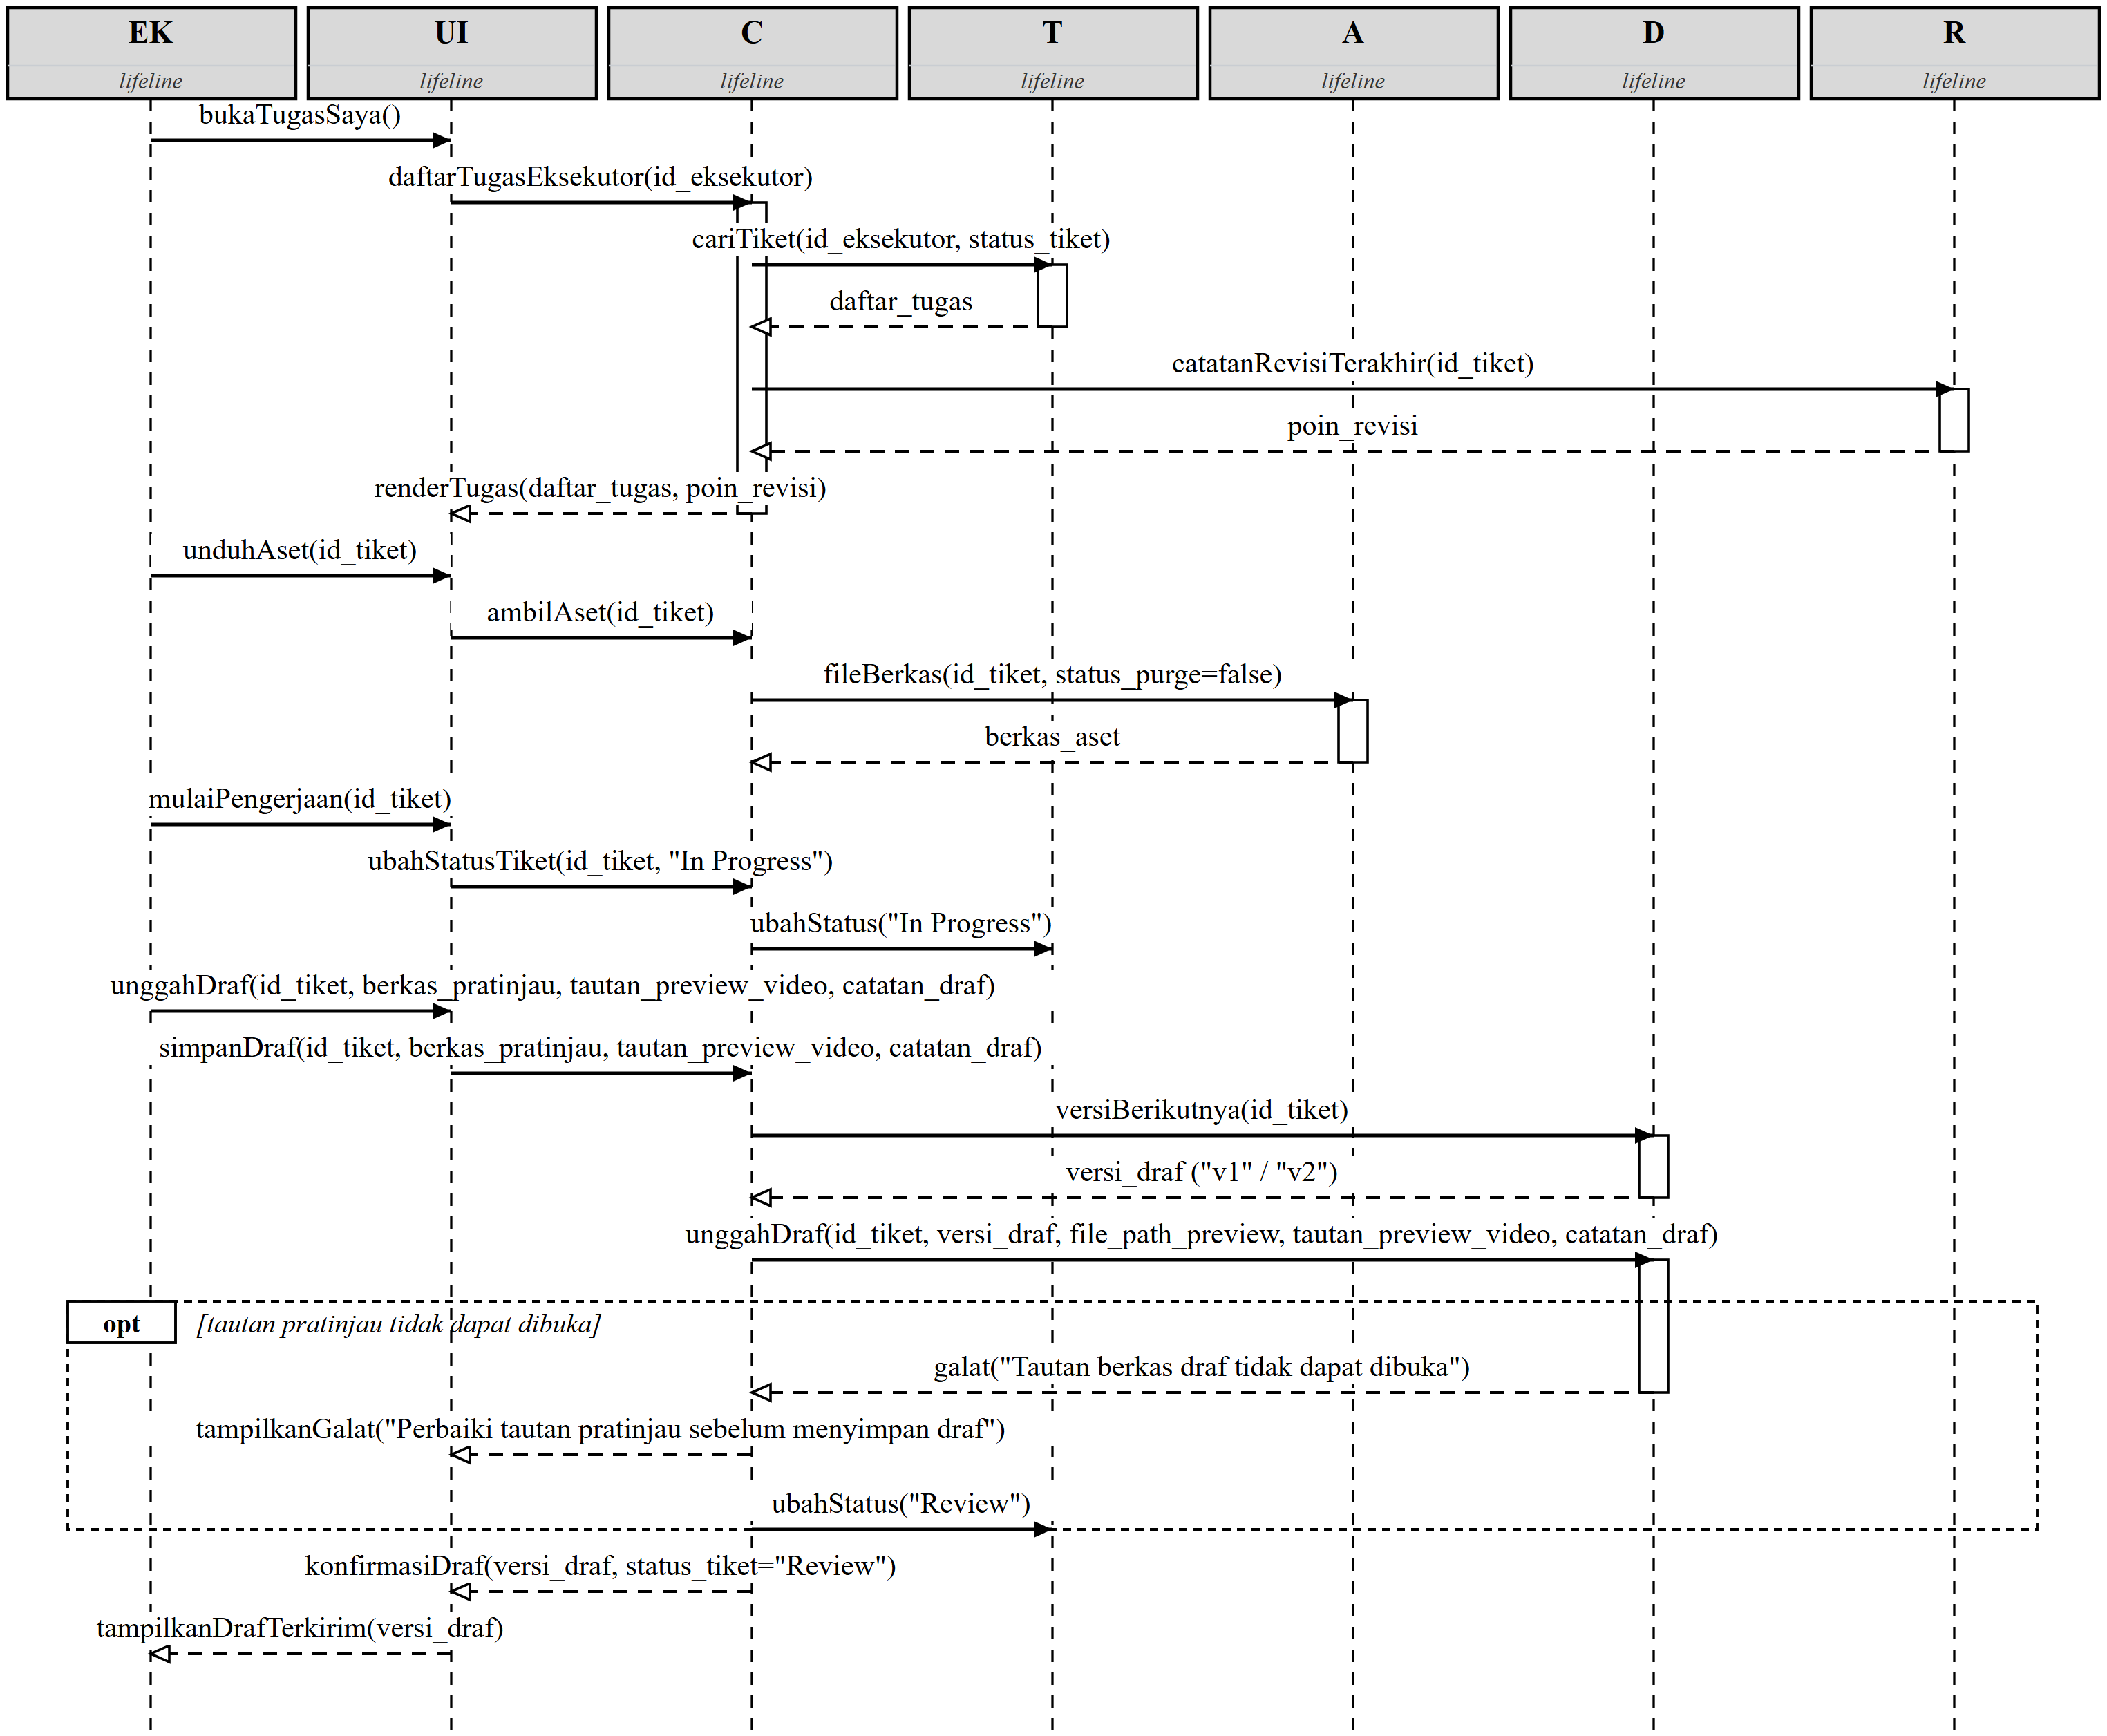 EK UI C T A D R
lifeline lifeline lifeline lifeline lifeline lifeline lifeline
bukaTugasSaya()
daftarTugasEksekutor(id_eksekutor)
cariTiket(id_eksekutor, status_tiket)
daftar_tugas
catatanRevisiTerakhir(id_tiket)
poin_revisi
renderTugas(daftar_tugas, poin_revisi)
unduhAset(id_tiket)
ambilAset(id_tiket)
fileBerkas(id_tiket, status_purge=false)
berkas_aset
mulaiPengerjaan(id_tiket)
ubahStatusTiket(id_tiket, "In Progress")
ubahStatus("In Progress")
unggahDraf(id_tiket, berkas_pratinjau, tautan_preview_video, catatan_draf)
simpanDraf(id_tiket, berkas_pratinjau, tautan_preview_video, catatan_draf)
versiBerikutnya(id_tiket)
versi_draf ("v1" / "v2")
unggahDraf(id_tiket, versi_draf, file_path_preview, tautan_preview_video, catatan_draf)
opt [tautan pratinjau tidak dapat dibuka]
galat("Tautan berkas draf tidak dapat dibuka")
tampilkanGalat("Perbaiki tautan pratinjau sebelum menyimpan draf")
ubahStatus("Review")
konfirmasiDraf(versi_draf, status_tiket="Review")
tampilkanDrafTerkirim(versi_draf)